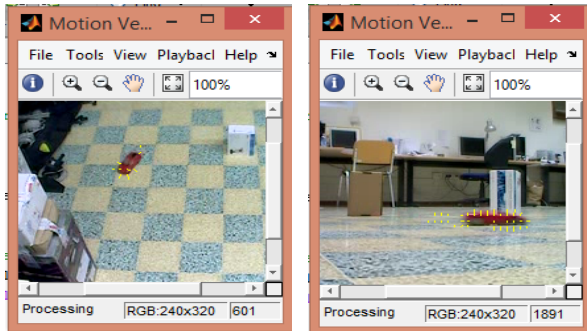 Motion Ve...
File Tools View Playbacl Help
100%
Processing RGB:240x320 601
Motion Ve...
File Tools View Playbacl Help
100%
Processing RGB:240x320 1891